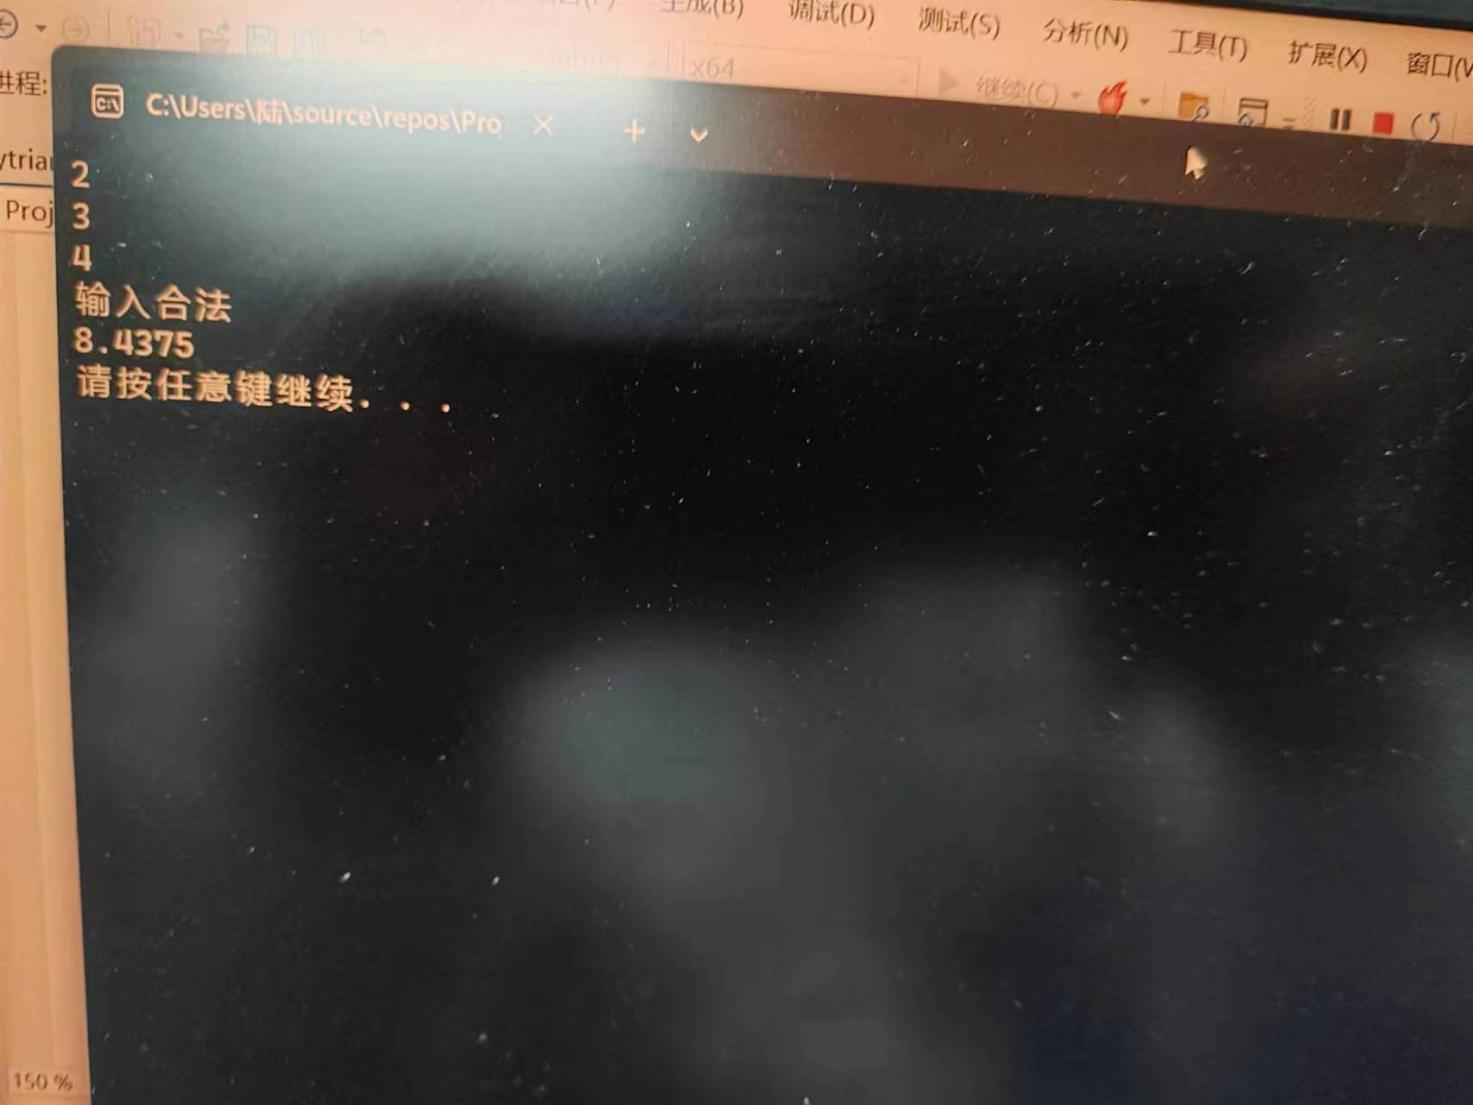 生成(B) 调试(D) 测试(S) 分析(N) 工具(T) 扩展(X) 窗口(W
进程: x64 继续(C)
C:\Users\陆\source\repos\Pro
Proj
2
3
4
输入合法
8.4375
请按任意键继续. . .
150 %